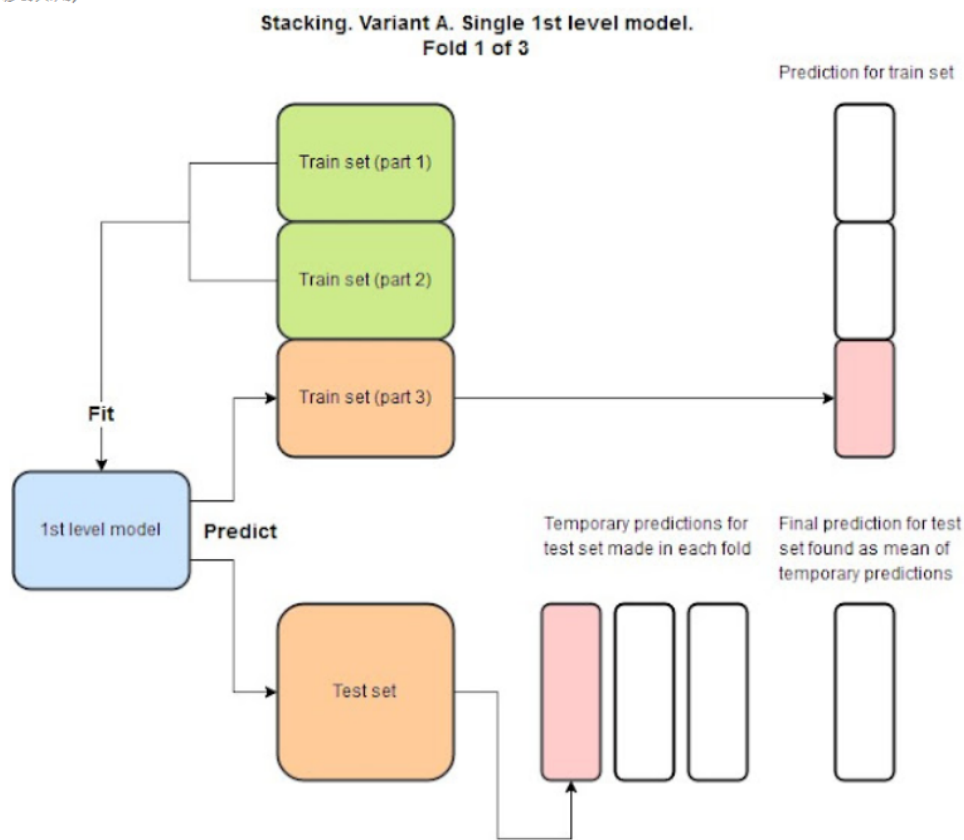 Stacking. Variant A. Single 1st level model.
Fold 1 of 3
Prediction for train set
Train set (part 1)
Train set (part 2)
Train set (part 3)
Fit
1st level model
Predict
Temporary predictions for
test set made in each fold
Final prediction for test
set found as mean of
temporary predictions
Test set